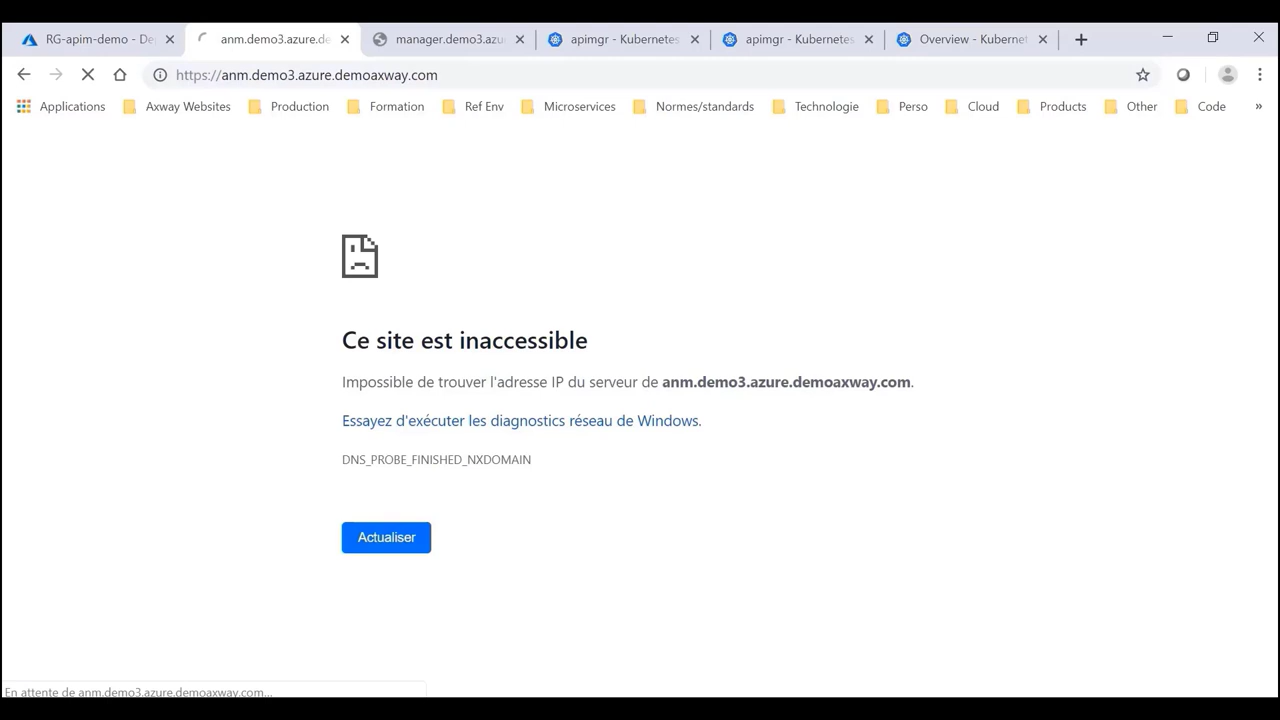 RG-apim-demo - De
anm.demo3.azure.de
manager.demo3.azu
apimgr - Kubernetes
apimgr - Kubernetes
Overview - Kubernet
https://anm.demo3.azure.demoaxway.com
Applications
Axway Websites
Production
Formation
Ref Env
Microservices
Normes/standards
Technologie
Perso
Cloud
Products
Other
Code
»
Ce site est inaccessible
Impossible de trouver l'adresse IP du serveur de anm.demo3.azure.demoaxway.com.
Essayez d'exécuter les diagnostics réseau de Windows.
DNS_PROBE_FINISHED_NXDOMAIN
Actualiser
En attente de anm.demo3.azure.demoaxway.com...